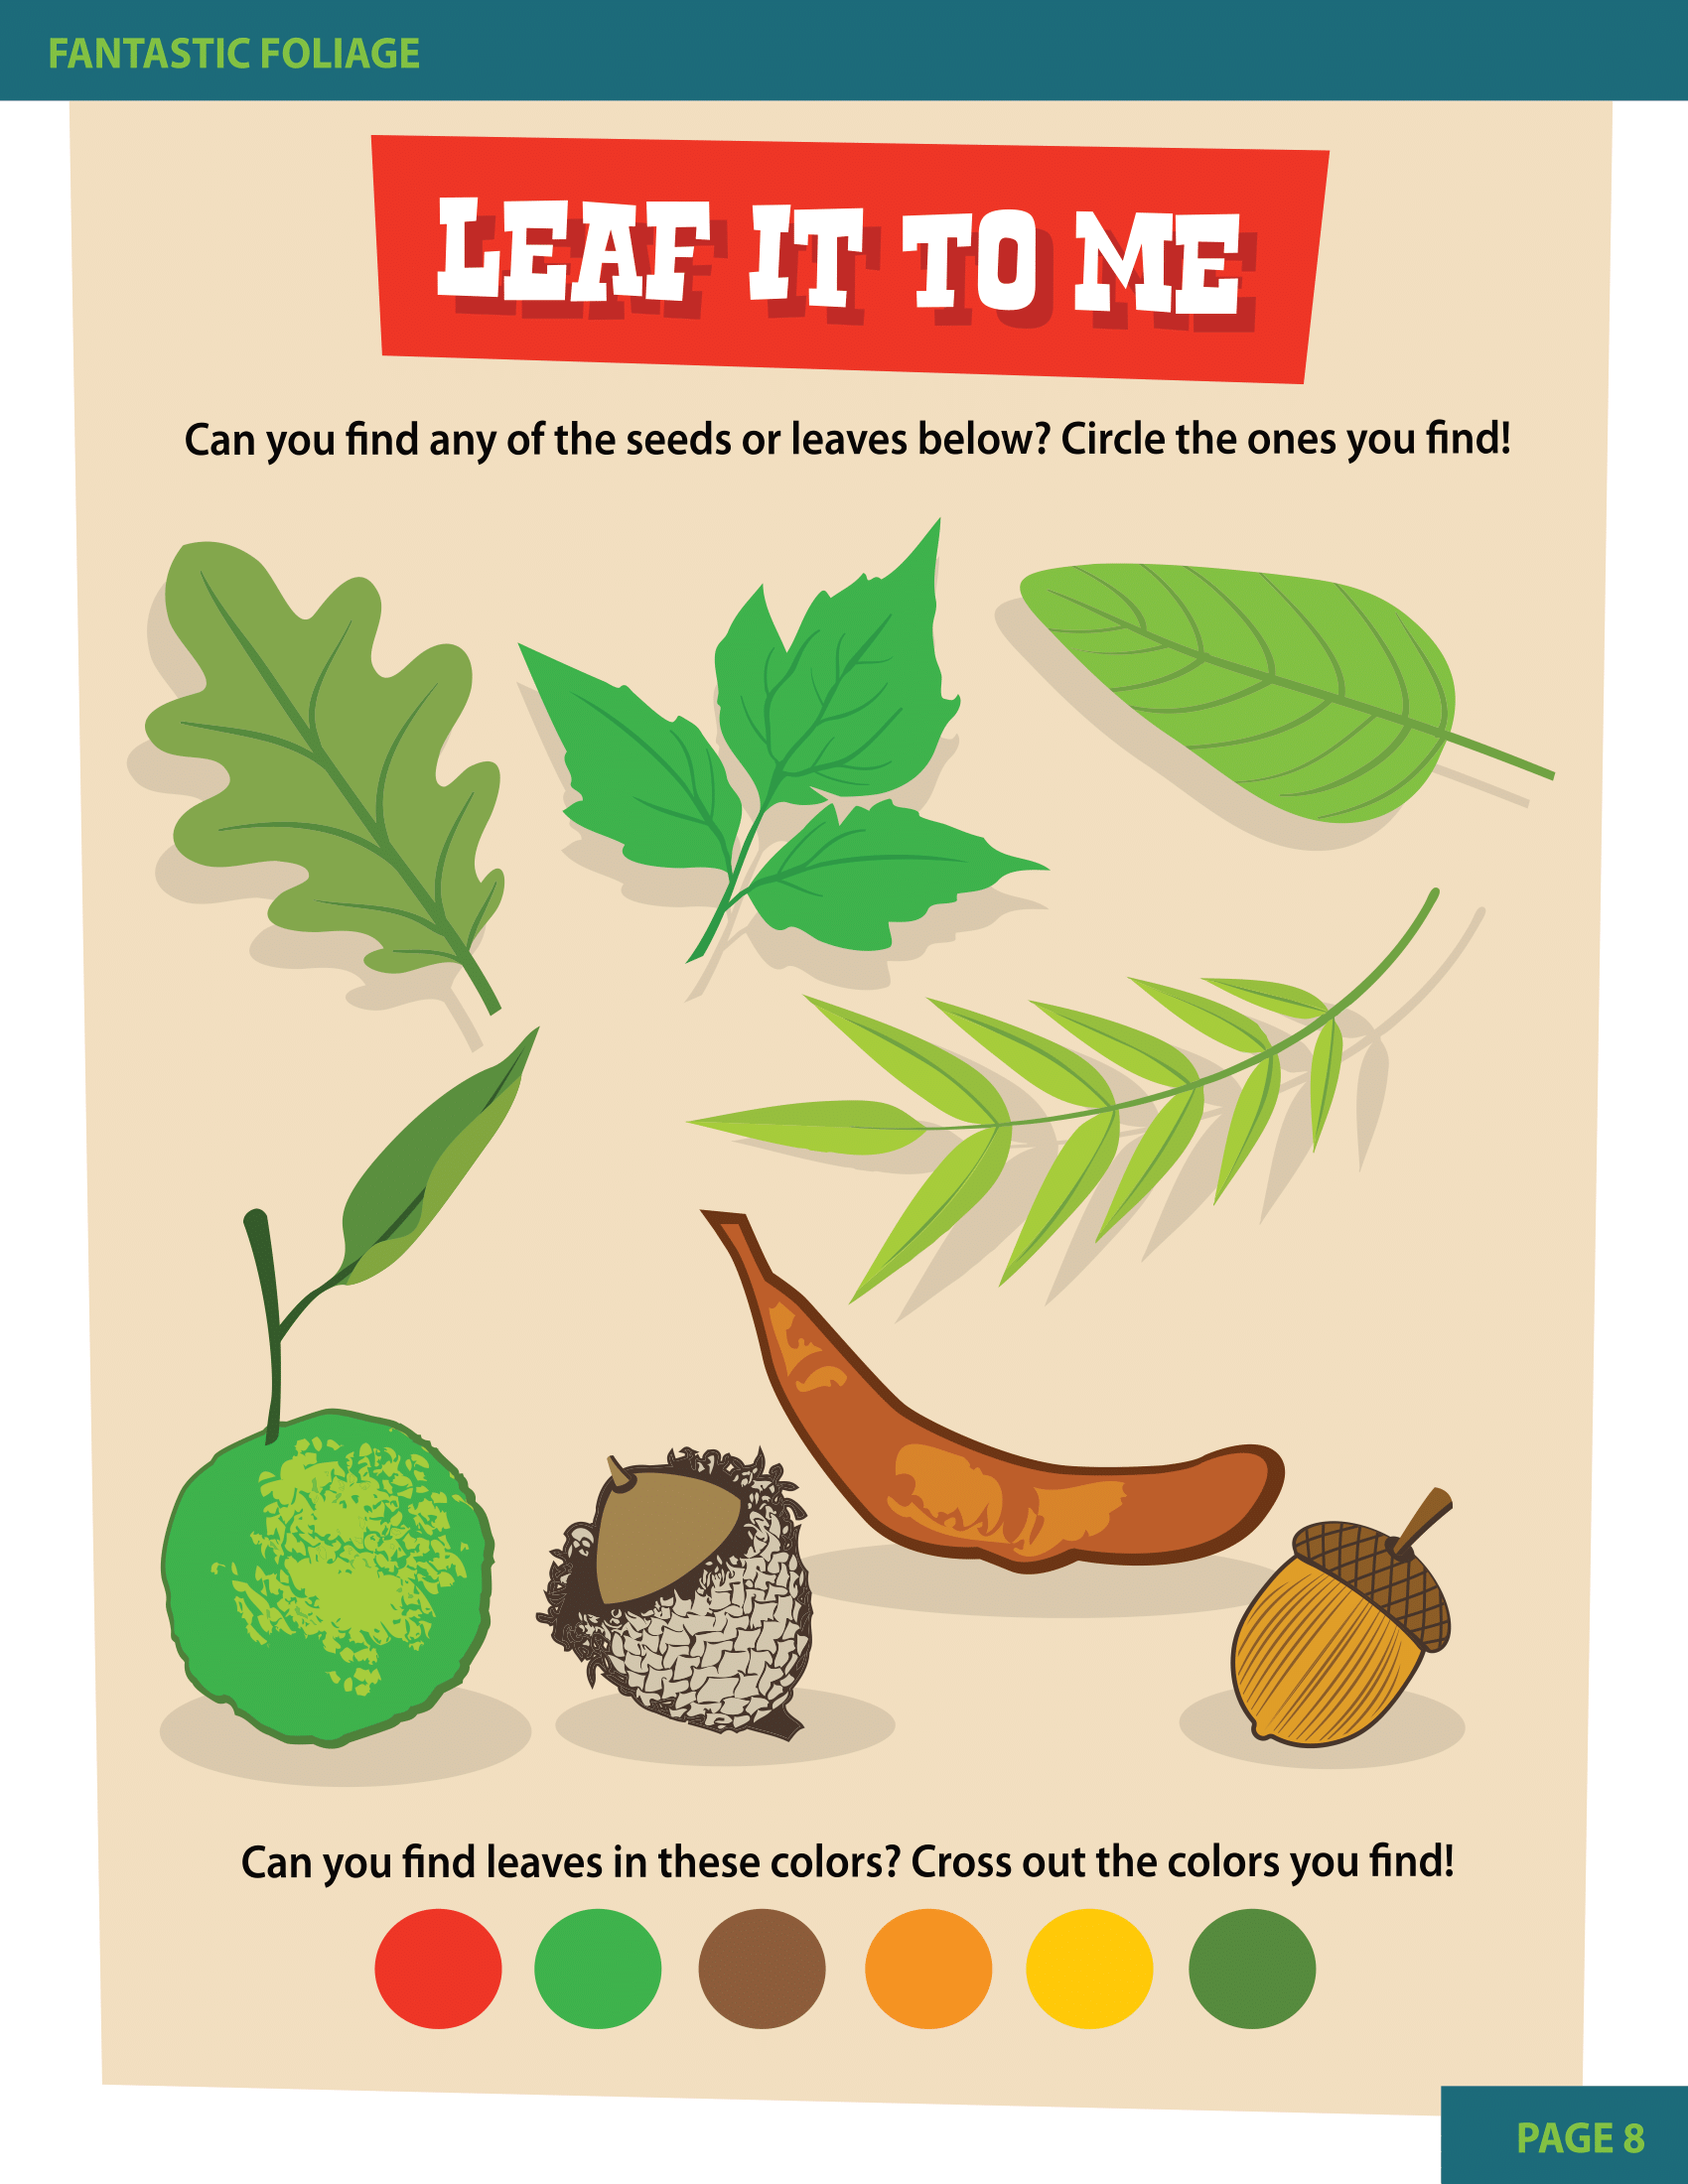 FANTASTIC FOLIAGE
LEAF IT TO ME
Can you find any of the seeds or leaves below? Circle the ones you find!
Can you find leaves in these colors? Cross out the colors you find!
PAGE 8